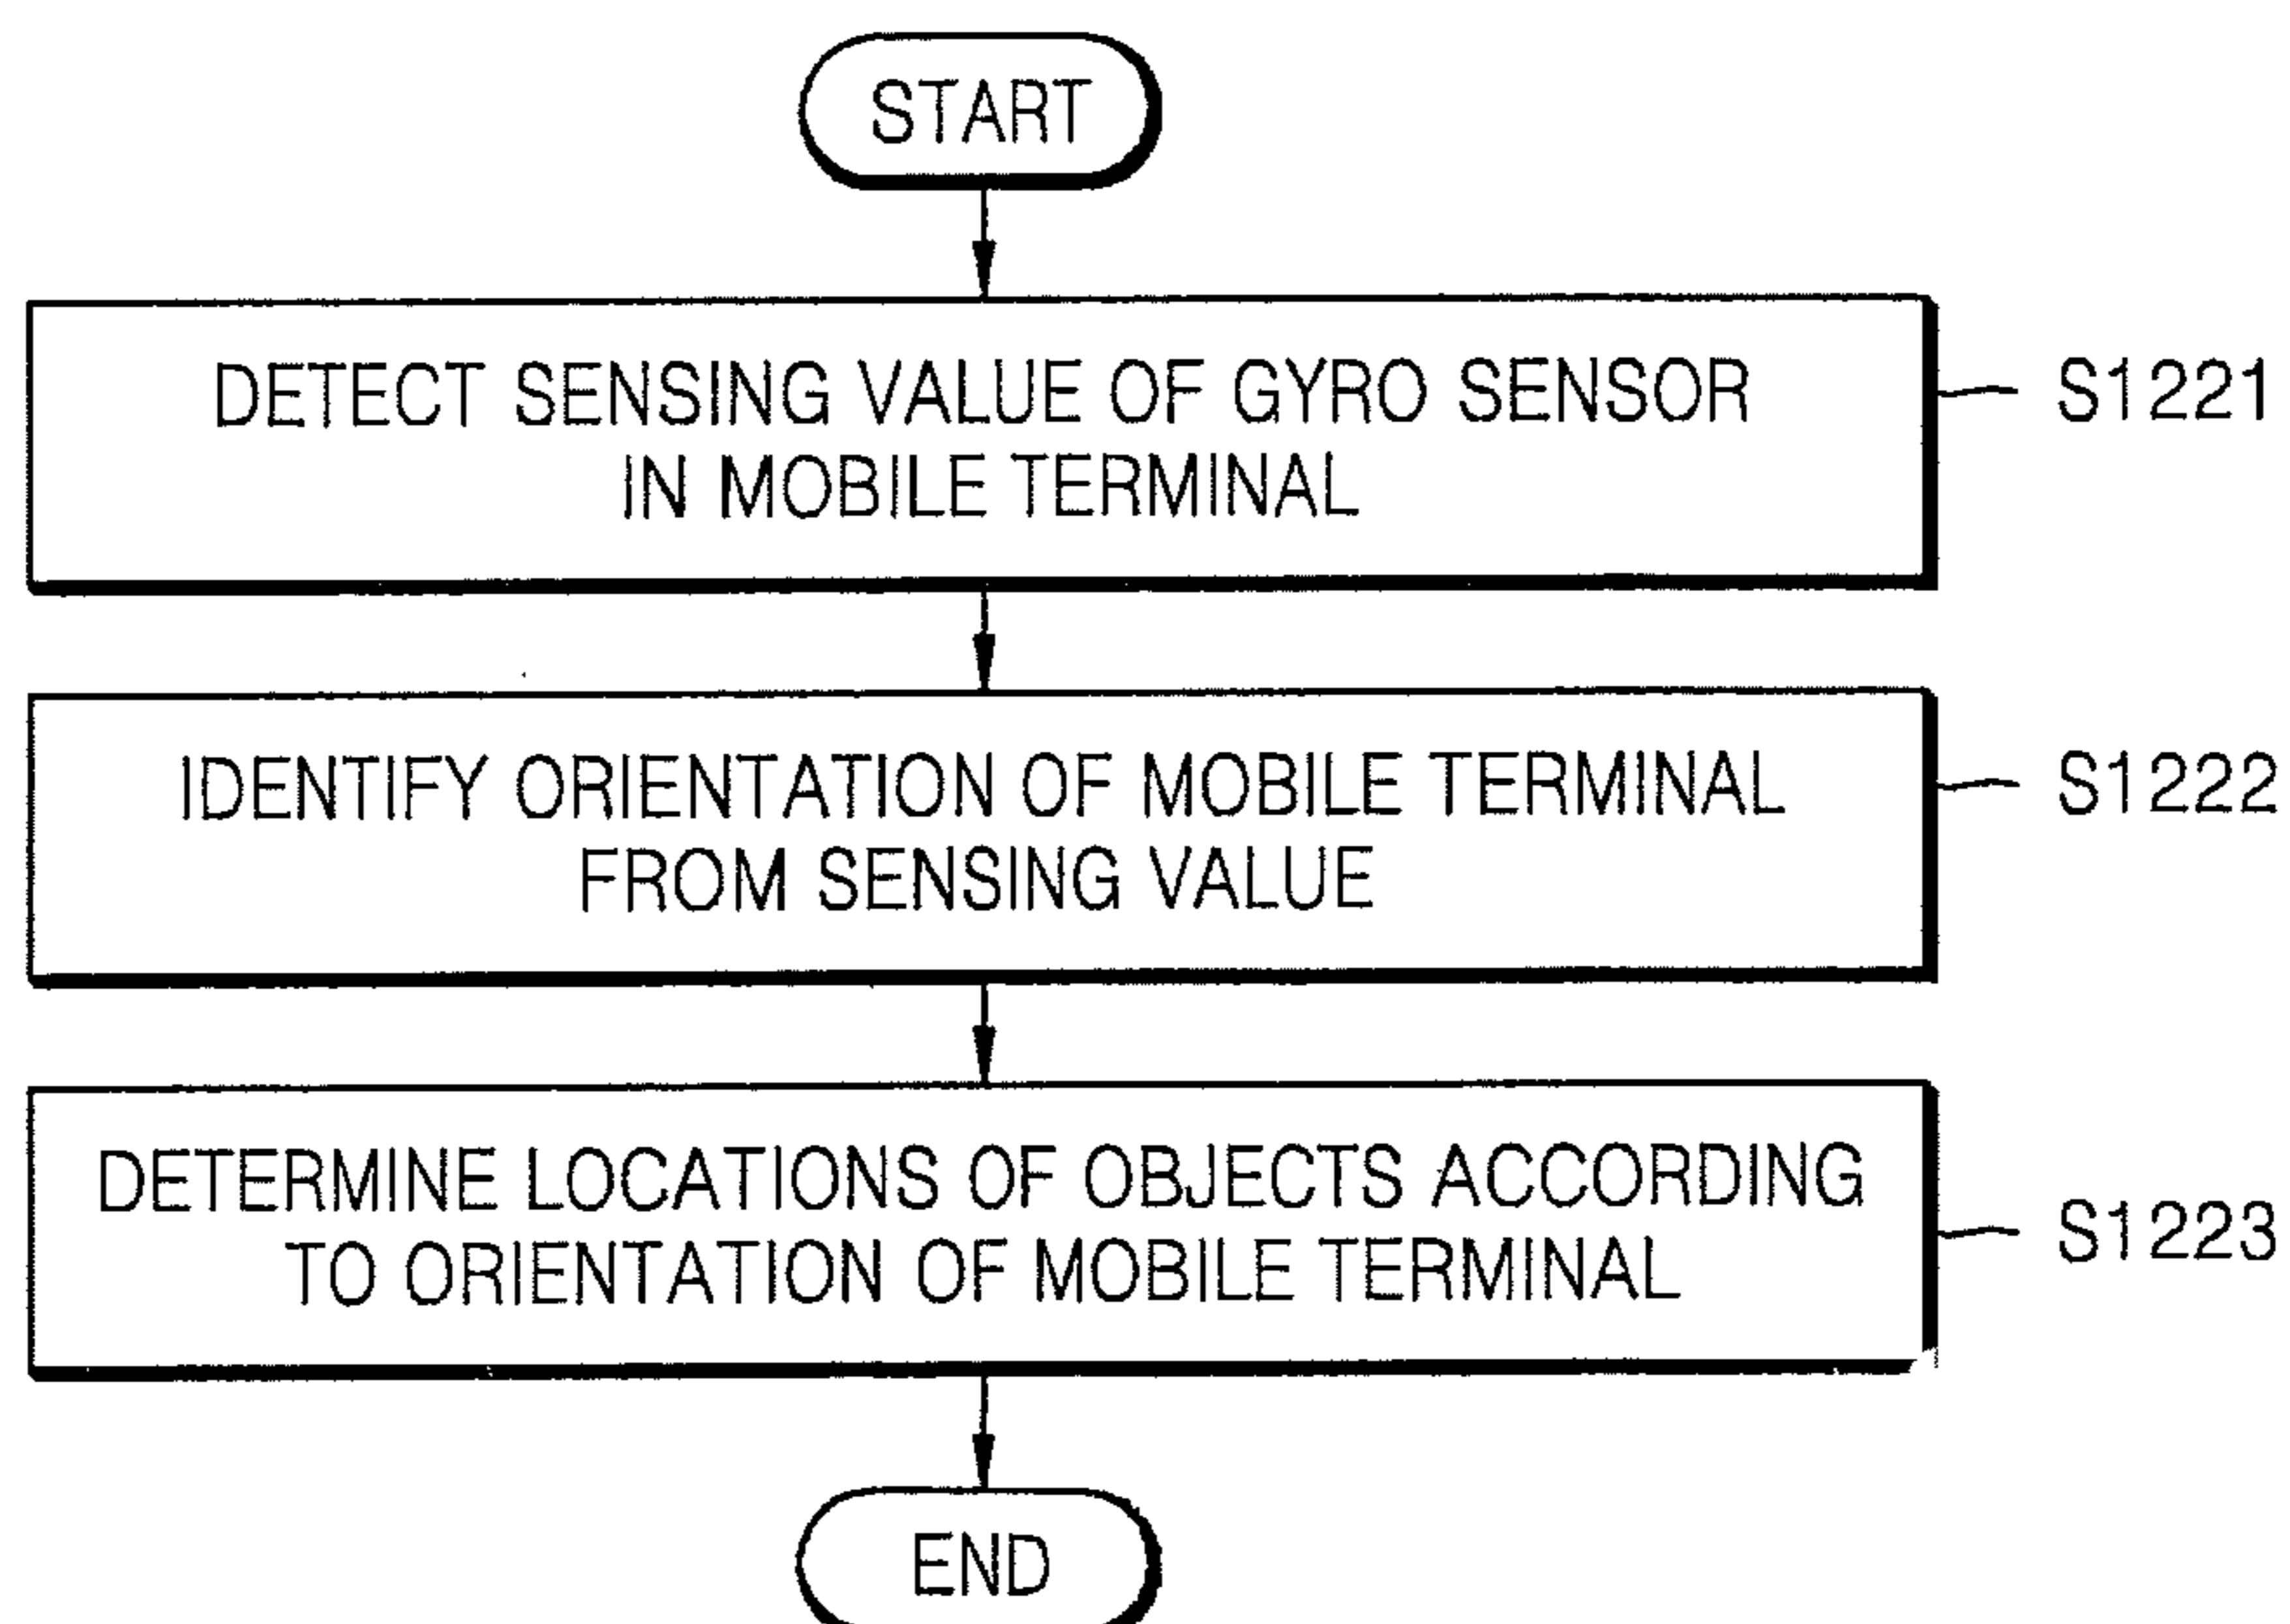 START
DETECT SENSING VALUE OF GYRO SENSOR
IN MOBILE TERMINAL
S1221
IDENTIFY ORIENTATION OF MOBILE TERMINAL
FROM SENSING VALUE
S1222
DETERMINE LOCATIONS OF OBJECTS ACCORDING
TO ORIENTATION OF MOBILE TERMINAL
S1223
END